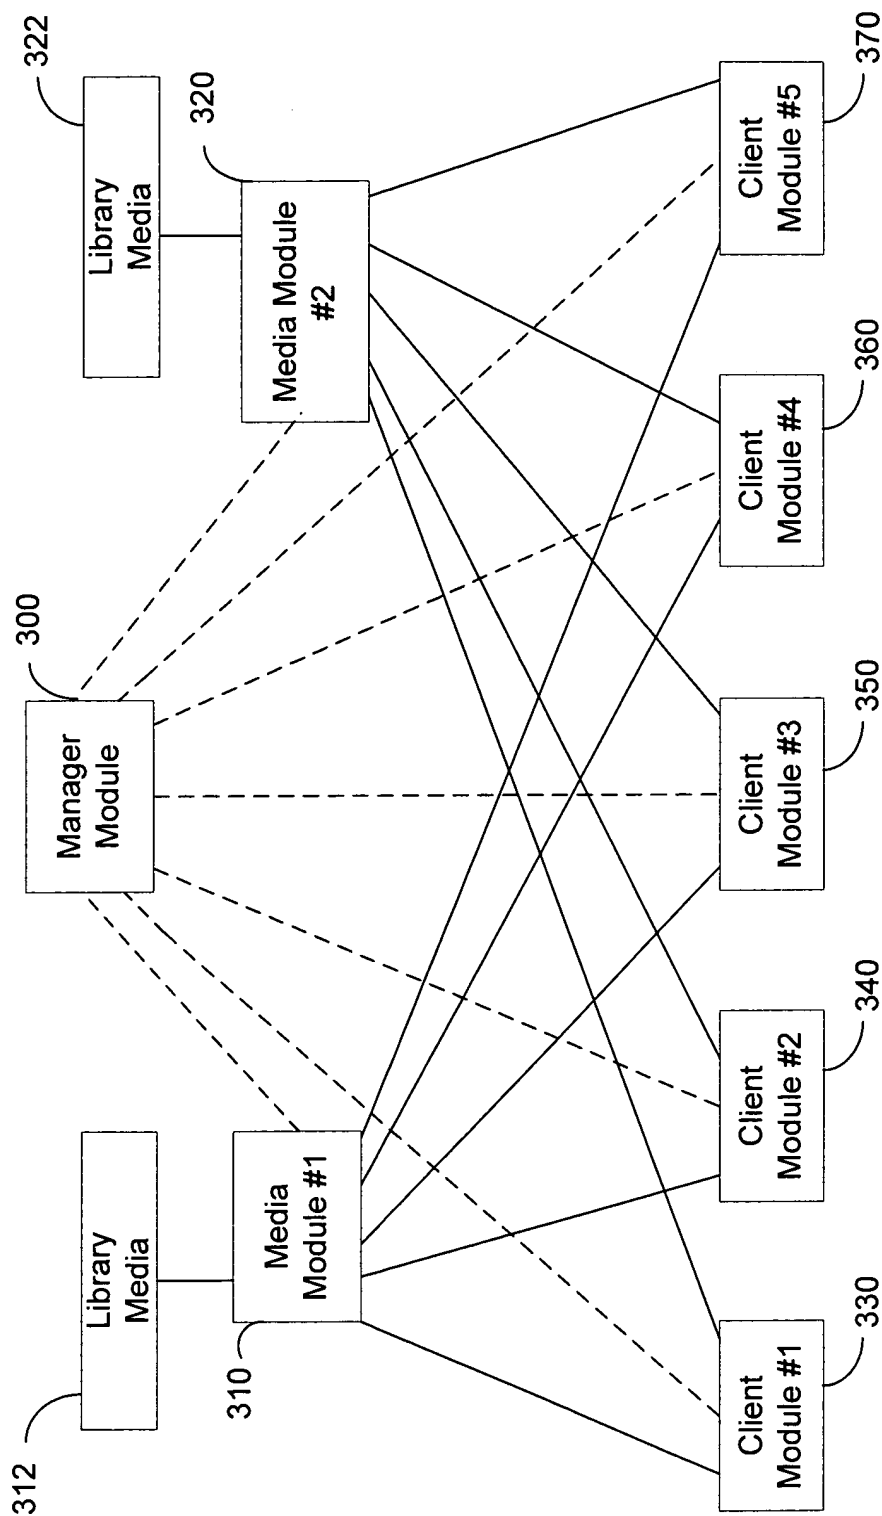 312
Library
Media
310
Media
Module #1
300
Manager
Module
322
Library
Media
320
Media Module
#2
Client
Module #1
330
Client
Module #2
340
Client
Module #3
350
Client
Module #4
360
Client
Module #5
370